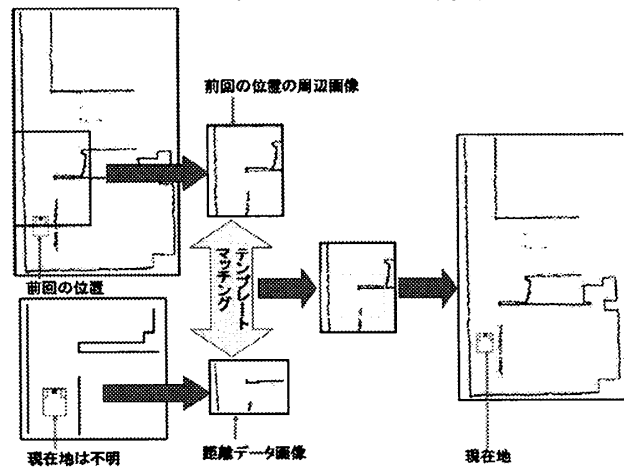 前回の位置の周辺画像
前回の位置
テンプレート
マッチング
現在地は不明
距離データ画像
現在地